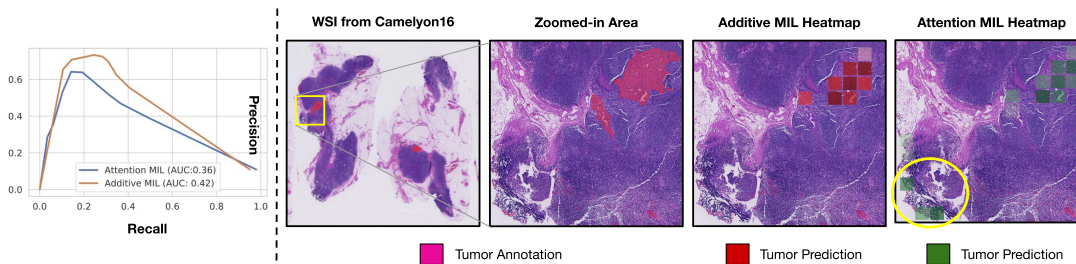 WSI from Camelyon16
Zoomed-in Area
Additive MIL Heatmap
Attention MIL Heatmap
0.6
0.4
0.2
0.0
Precision
Attention MIL (AUC:0.36)
Additive MIL (AUC: 0.42)
0.0 0.2 0.4 0.6 0.8 1.0
Recall
Tumor Annotation
Tumor Prediction
Tumor Prediction